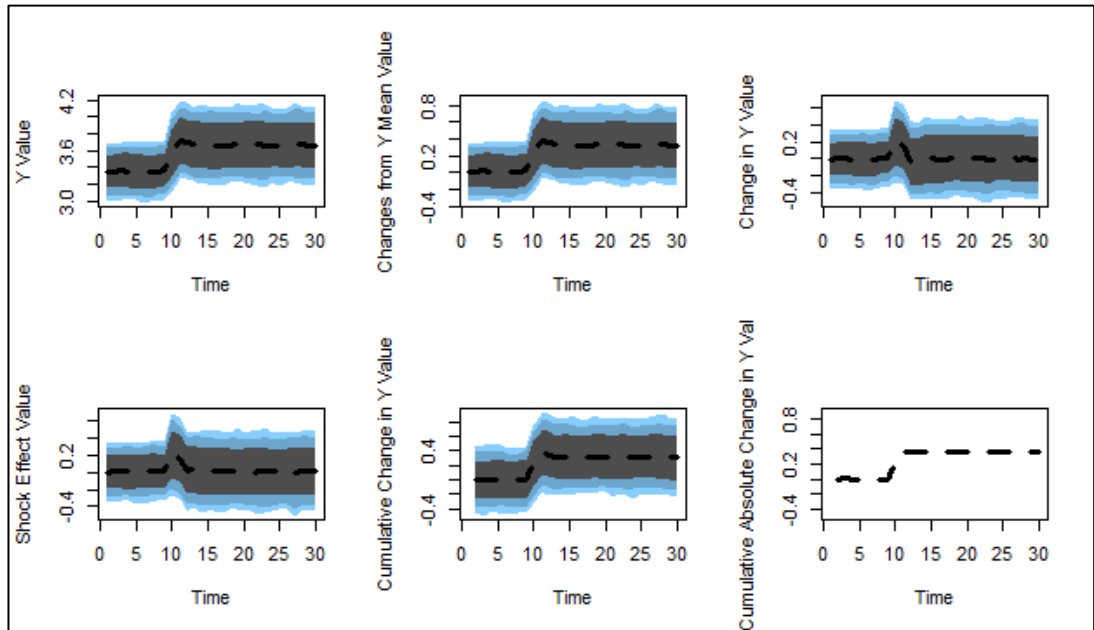 Y Value
3.0 3.6 4.2
0 5 10 15 20 25 30
Time
Changes from Y Mean Value
-0.4 0.2 0.8
0 5 10 15 20 25 30
Time
Change in Y Value
-0.4 0.2
0 5 10 15 20 25 30
Time
Shock Effect Value
-0.4 0.2
0 5 10 15 20 25 30
Time
Cumulative Change in Y Value
-0.4 0.4
0 5 10 15 20 25 30
Time
Cumulative Absolute Change in Y Val
-0.4 0.2 0.8
0 5 10 15 20 25 30
Time